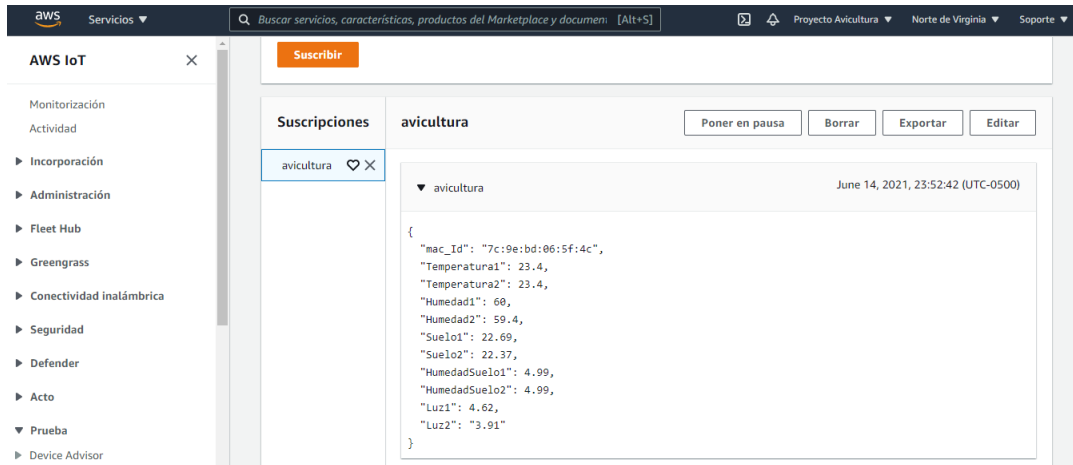 aws Servicios ▼ Buscar servicios, características, productos del Marketplace y documen [Alt+S] Proyecto Avicultura ▼ Norte de Virginia ▼ Soporte ▼
AWS IoT
Monitorización
Actividad
Incorporación
Administración
Fleet Hub
Greengrass
Conectividad inalámbrica
Seguridad
Defender
Acto
Prueba
Device Advisor
Suscribir
Suscripciones
avicultura
avicultura Poner en pausa Borrar Exportar Editar
▼ avicultura June 14, 2021, 23:52:42 (UTC-0500)
{
"mac_Id": "7c:9e:bd:06:5f:4c",
"Temperatura1": 23.4,
"Temperatura2": 23.4,
"Humedad1": 60,
"Humedad2": 59.4,
"Suelo1": 22.69,
"Suelo2": 22.37,
"HumedadSuelo1": 4.99,
"HumedadSuelo2": 4.99,
"Luz1": 4.62,
"Luz2": "3.91"
}